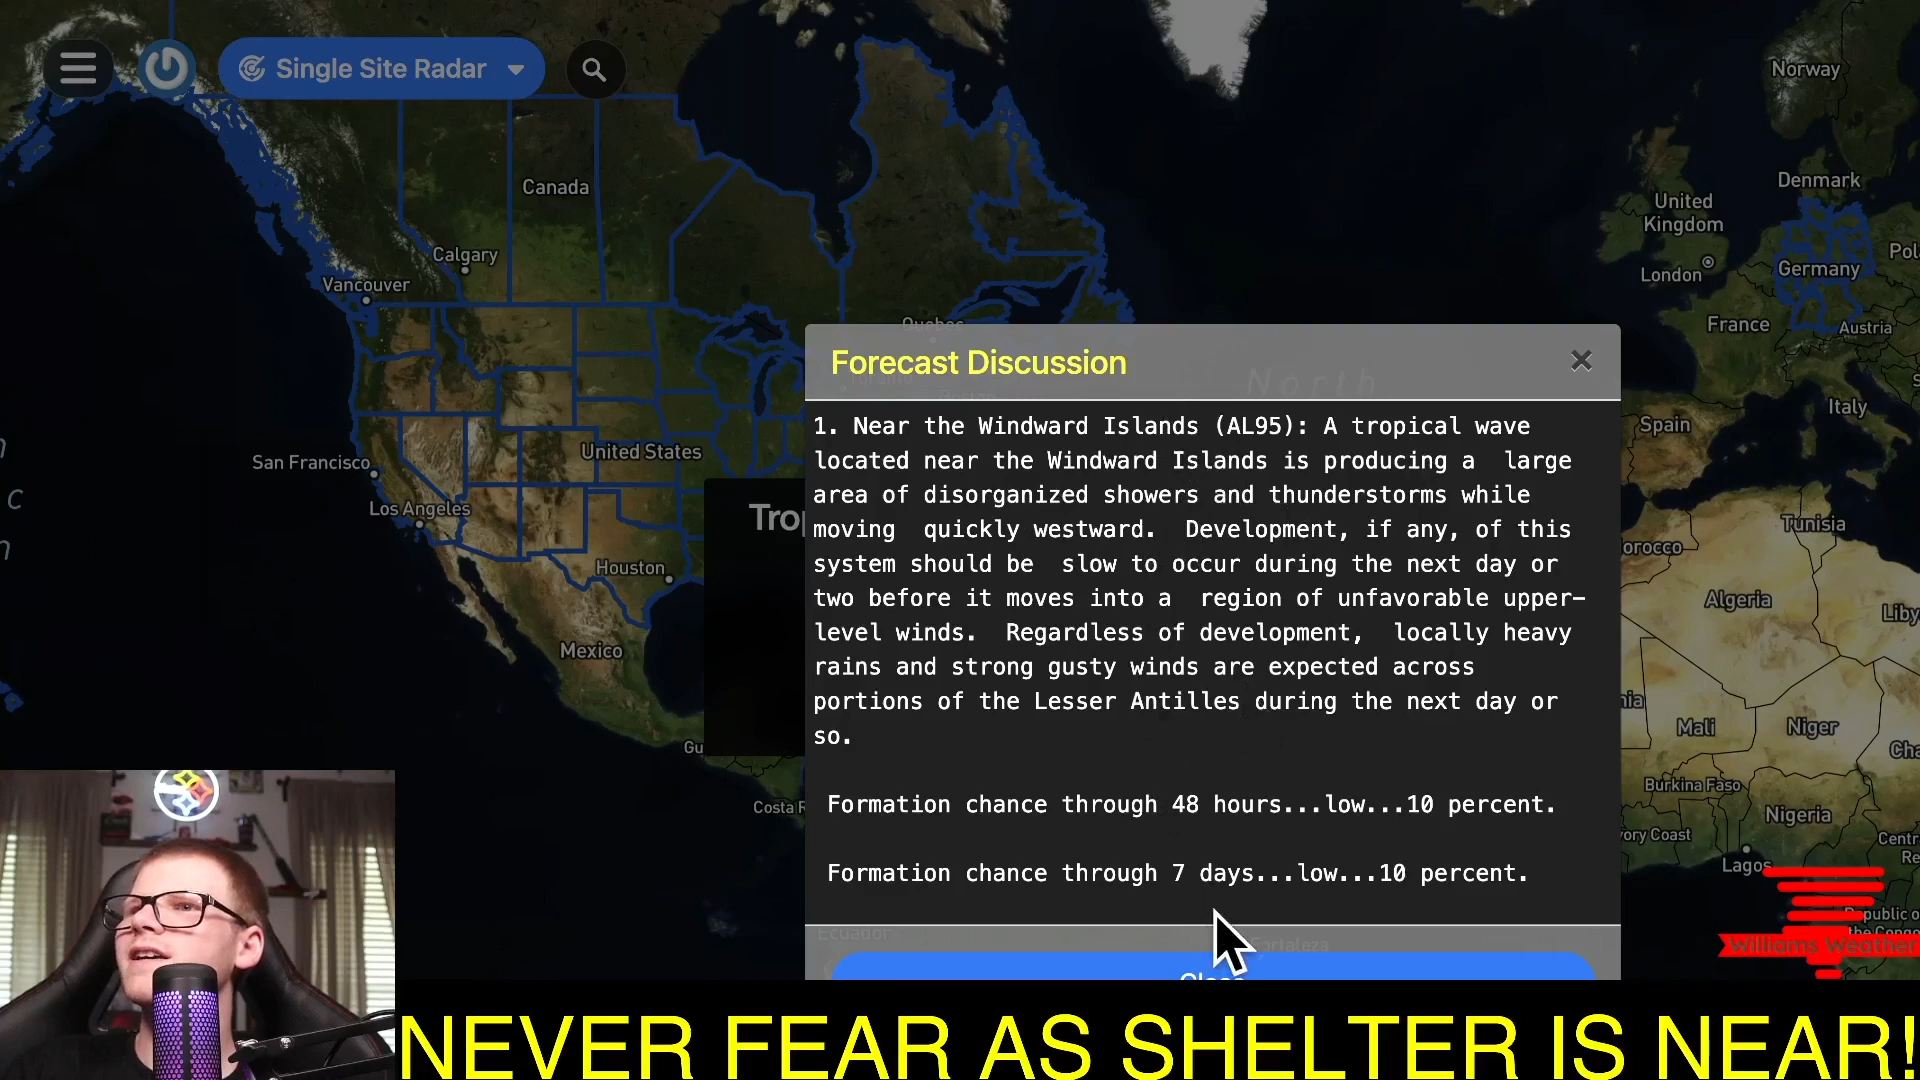 Single Site Radar
Norway
Canada
Denmark
United
Kingdom
Calgary
Vancouver
London
Germany
France
Austria
Quebec
Forecast Discussion
North
Italy
Spain
San Francisco
United States
Los Angeles
Tunisia
Houston
Algeria
Mexico
Mali
Niger
Burkina Faso
Nigeria
Lagos
1. Near the Windward Islands (AL95): A tropical wave
located near the Windward Islands is producing a  large
area of disorganized showers and thunderstorms while
moving  quickly westward.  Development, if any, of this
system should be  slow to occur during the next day or
two before it moves into a  region of unfavorable upper-
level winds.  Regardless of development,  locally heavy
rains and strong gusty winds are expected across
portions of the Lesser Antilles during the next day or
so.
Formation chance through 48 hours...low...10 percent.
Formation chance through 7 days...low...10 percent.
Ecuador
Fortaleza
Williams Weather
NEVER FEAR AS SHELTER IS NEAR!